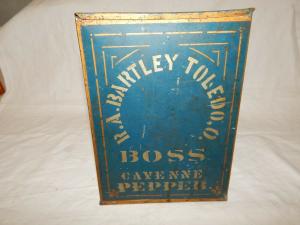 R.A. BARTLEY TOLEDO, O.
BOSS
CAYENNE
PEPPER